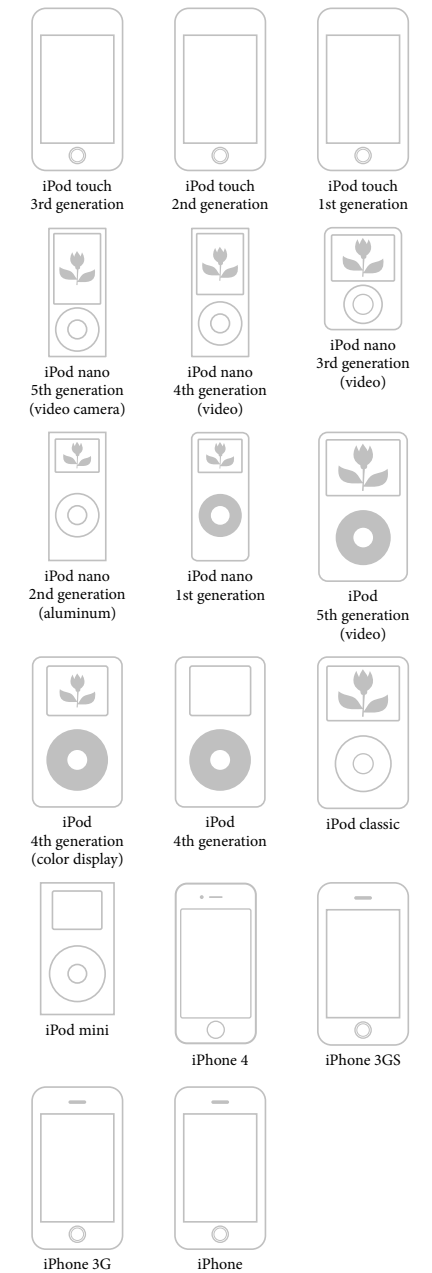 iPod touch
3rd generation
iPod touch
2nd generation
iPod touch
1st generation
iPod nano
5th generation
(video camera)
iPod nano
4th generation
(video)
iPod nano
3rd generation
(video)
iPod nano
2nd generation
(aluminum)
iPod nano
1st generation
iPod
5th generation
(video)
iPod
4th generation
(color display)
iPod
4th generation
iPod classic
iPod mini
iPhone 4
iPhone 3GS
iPhone 3G
iPhone